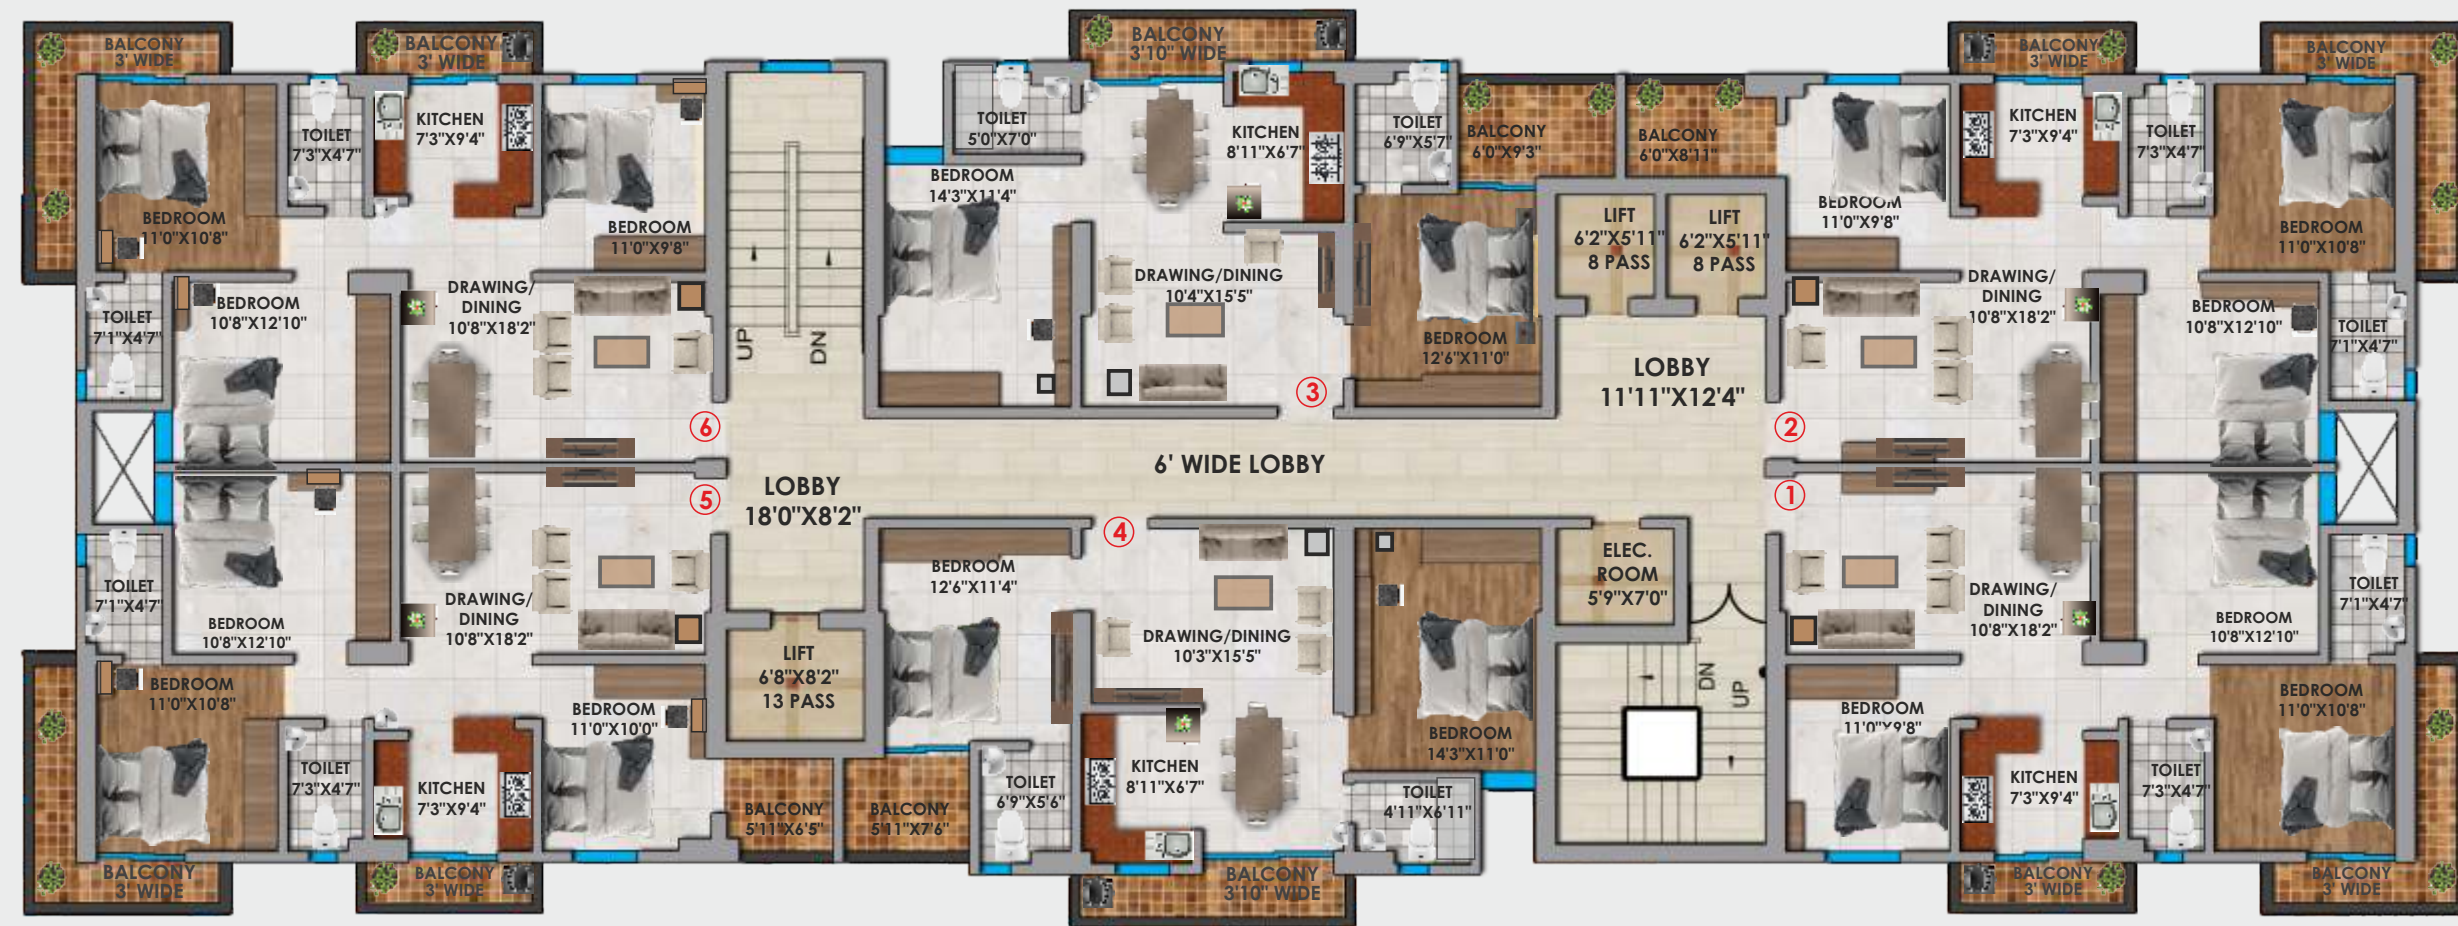 BALCONY
3' WIDE
BALCONY
3' WIDE
BALCONY
3'10" WIDE
BALCONY
3' WIDE
BALCONY
3' WIDE
TOILET
7'3"X4'7"
KITCHEN
7'3"X9'4"
TOILET
5'0"X7'0"
KITCHEN
8'11"X6'7"
TOILET
6'9"X5'7"
BALCONY
6'0"X9'3"
BALCONY
6'0"X8'11"
KITCHEN
7'3"X9'4"
TOILET
7'3"X4'7"
BEDROOM
11'0"X10'8"
BEDROOM
11'0"X9'8"
BEDROOM
14'3"X11'4"
LIFT
6'2"X5'11"
8 PASS
LIFT
6'2"X5'11"
8 PASS
BEDROOM
11'0"X9'8"
BEDROOM
11'0"X10'8"
TOILET
7'1"X4'7"
BEDROOM
10'8"X12'10"
DRAWING/
DINING
10'8"X18'2"
UP
DN
DRAWING/DINING
10'4"X15'5"
BEDROOM
12'6"X11'0"
LOBBY
11'11"X12'4"
DRAWING/
DINING
10'8"X18'2"
BEDROOM
10'8"X12'10"
TOILET
7'1"X4'7"
3
6
2
6' WIDE LOBBY
5
LOBBY
18'0"X8'2"
1
4
TOILET
7'1"X4'7"
BEDROOM
10'8"X12'10"
DRAWING/
DINING
10'8"X18'2"
BEDROOM
12'6"X11'4"
DRAWING/DINING
10'3"X15'5"
ELEC.
ROOM
5'9"X7'0"
DRAWING/
DINING
10'8"X18'2"
BEDROOM
10'8"X12'10"
TOILET
7'1"X4'7"
LIFT
6'8"X8'2"
13 PASS
DN
UP
BEDROOM
11'0"X10'8"
BEDROOM
11'0"X10'0"
BEDROOM
14'3"X11'0"
BEDROOM
11'0"X9'8"
BEDROOM
11'0"X10'8"
TOILET
7'3"X4'7"
KITCHEN
7'3"X9'4"
BALCONY
5'11"X6'5"
BALCONY
5'11"X7'6"
TOILET
6'9"X5'6"
KITCHEN
8'11"X6'7"
TOILET
4'11"X6'11"
KITCHEN
7'3"X9'4"
TOILET
7'3"X4'7"
BALCONY
3' WIDE
BALCONY
3' WIDE
BALCONY
3'10" WIDE
BALCONY
3' WIDE
BALCONY
3' WIDE